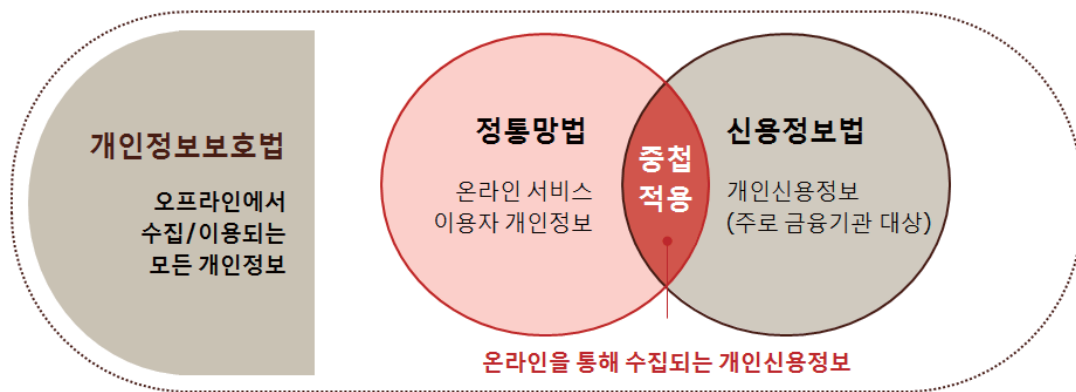 개인정보보호법
오프라인에서
수집/이용되는
모든 개인정보
정통망법
온라인 서비스
이용자 개인정보
중첩
적용
신용정보법
개인신용정보
(주로 금융기관 대상)
온라인을 통해 수집되는 개인신용정보